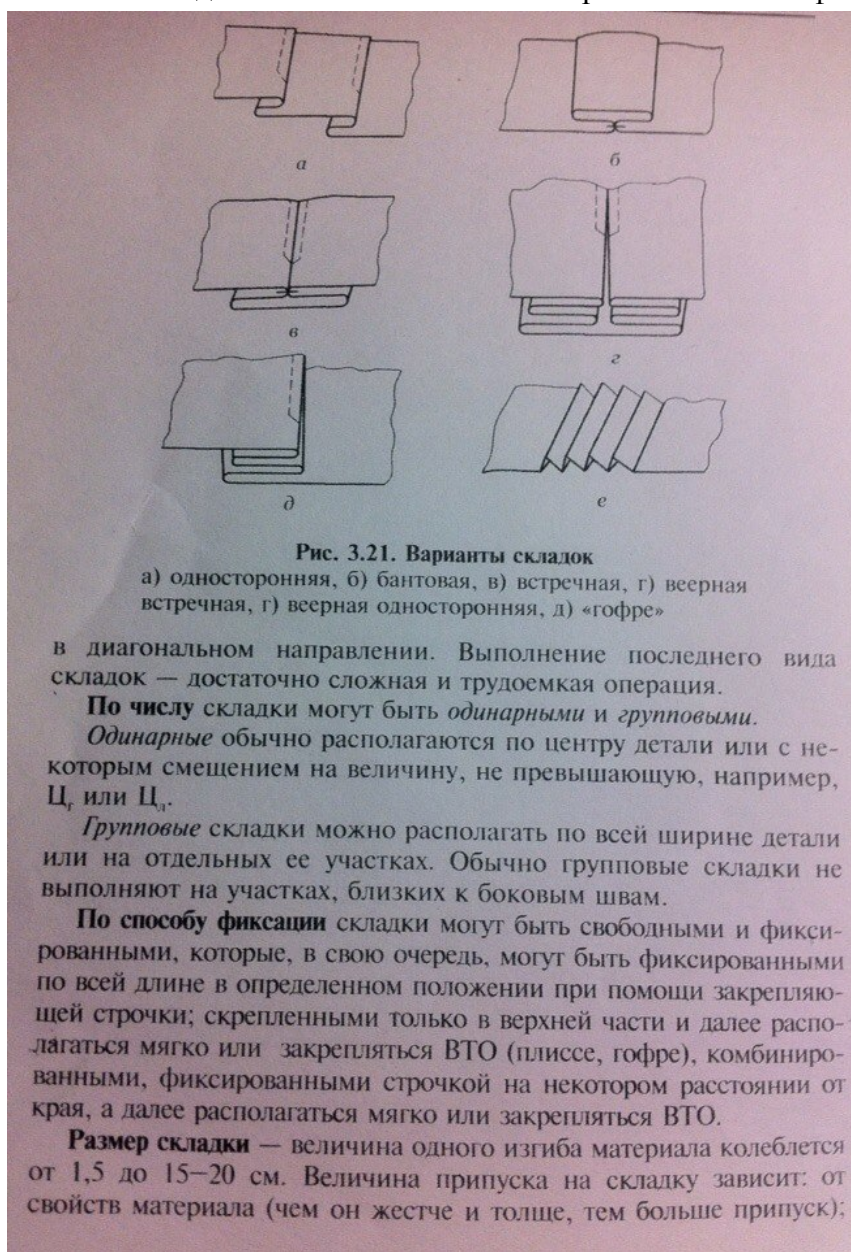 а
б
в
г
д
е
Рис. 3.21. Варианты складок
а) односторонняя, б) бантовая, в) встречная, г) веерная
встречная, г) веерная односторонняя, д) «гофре»
в диагональном направлении. Выполнение последнего вида
складок — достаточно сложная и трудоемкая операция.
По числу складки могут быть одинарными и групповыми.
Одинарные обычно располагаются по центру детали или с не-
которым смещением на величину, не превышающую, например,
Цг или Цл.
Групповые складки можно располагать по всей ширине детали
или на отдельных ее участках. Обычно групповые складки не
выполняют на участках, близких к боковым швам.
По способу фиксации складки могут быть свободными и фикси-
рованными, которые, в свою очередь, могут быть фиксированными
по всей длине в определенном положении при помощи закрепляю-
щей строчки; скрепленными только в верхней части и далее распо-
лагаться мягко или закрепляться ВТО (плиссе, гофре), комбиниро-
ванными, фиксированными строчкой на некотором расстоянии от
края, а далее располагаться мягко или закрепляться ВТО.
Размер складки — величина одного изгиба материала колеблется
от 1,5 до 15—20 см. Величина припуска на складку зависит: от
свойств материала (чем он жестче и толще, тем больше припуск);